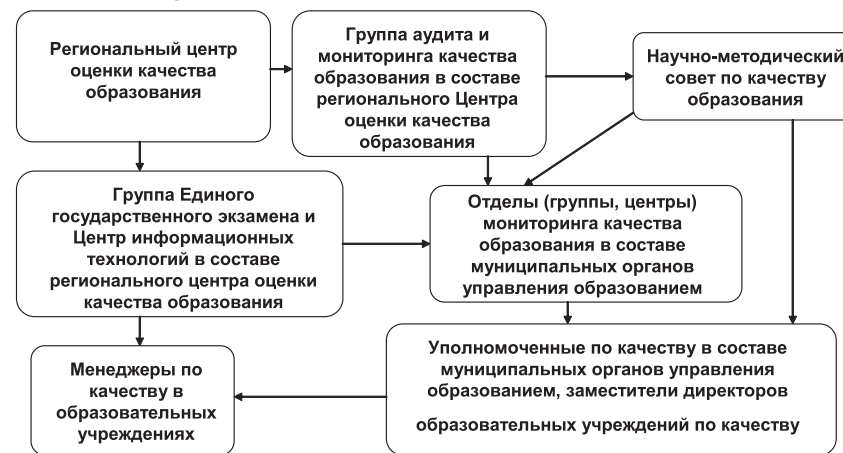 Региональный центр
оценки качества
образования
Группа аудита и
мониторинга качества
образования в составе
регионального Центра
оценки качества
образования
Научно-методический
совет по качеству
образования
Группа Единого
государственного экзамена и
Центр информационных
технологий в составе
регионального центра оценки
качества образования
Отделы (группы, центры)
мониторинга качества
образования в составе
муниципальных органов
управления образованием
Менеджеры по
качеству в
образовательных
учреждениях
Уполномоченные по качеству в составе
муниципальных органов управления
образованием, заместители директоров
образовательных учреждений по качеству